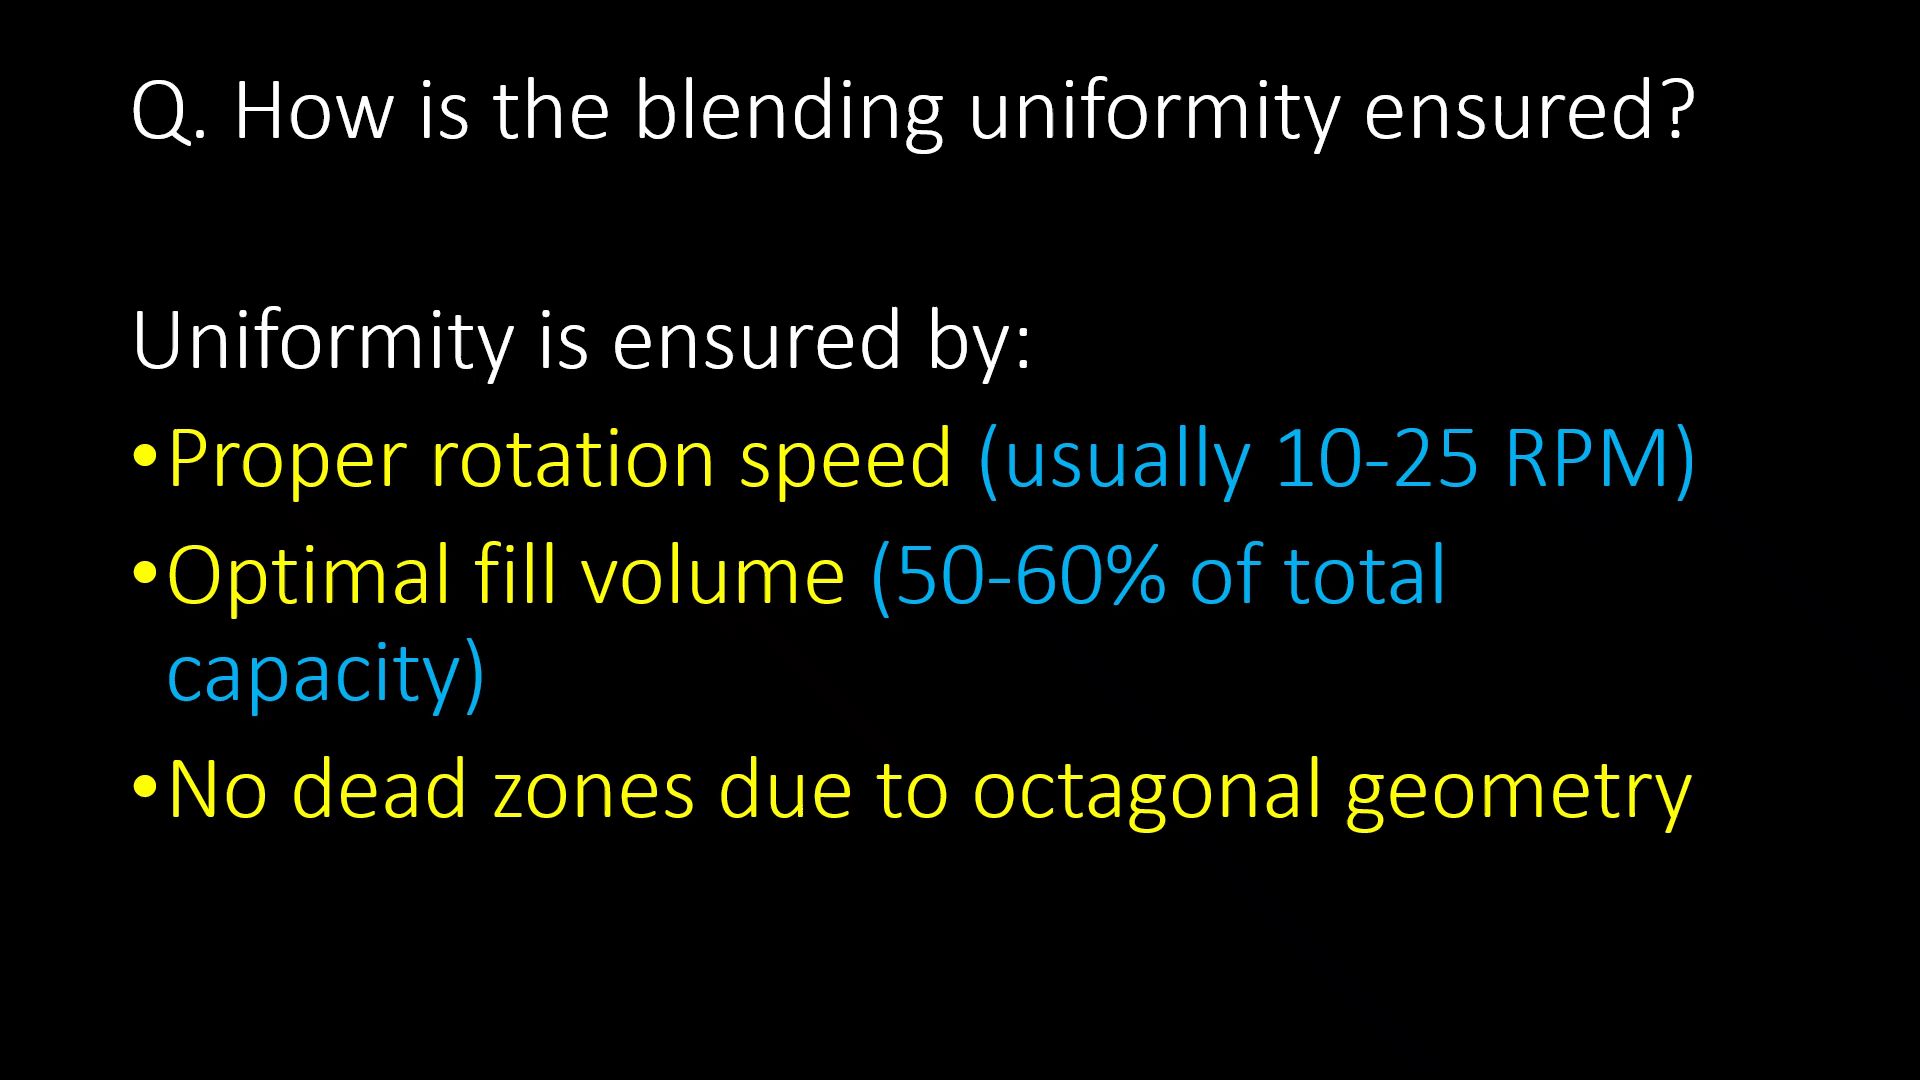 Q. How is the blending uniformity ensured?
Uniformity is ensured by:
•Proper rotation speed (usually 10-25 RPM)
•Optimal fill volume (50-60% of total
capacity)
•No dead zones due to octagonal geometry